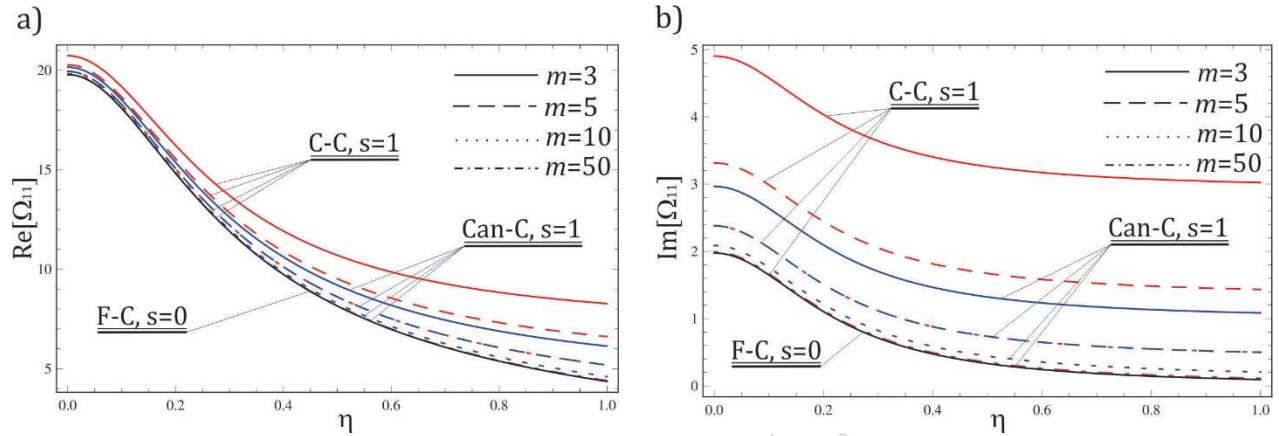 a)
20
15
10
5
Re[Ω₁₁]
m=3
m=5
m=10
m=50
C-C, s=1
Can-C, s=1
F-C, s=0
0.0 0.2 0.4 0.6 0.8 1.0
η
b)
5
4
3
2
1
0
Im[Ω₁₁]
m=3
m=5
m=10
m=50
C-C, s=1
Can-C, s=1
F-C, s=0
0.0 0.2 0.4 0.6 0.8 1.0
η